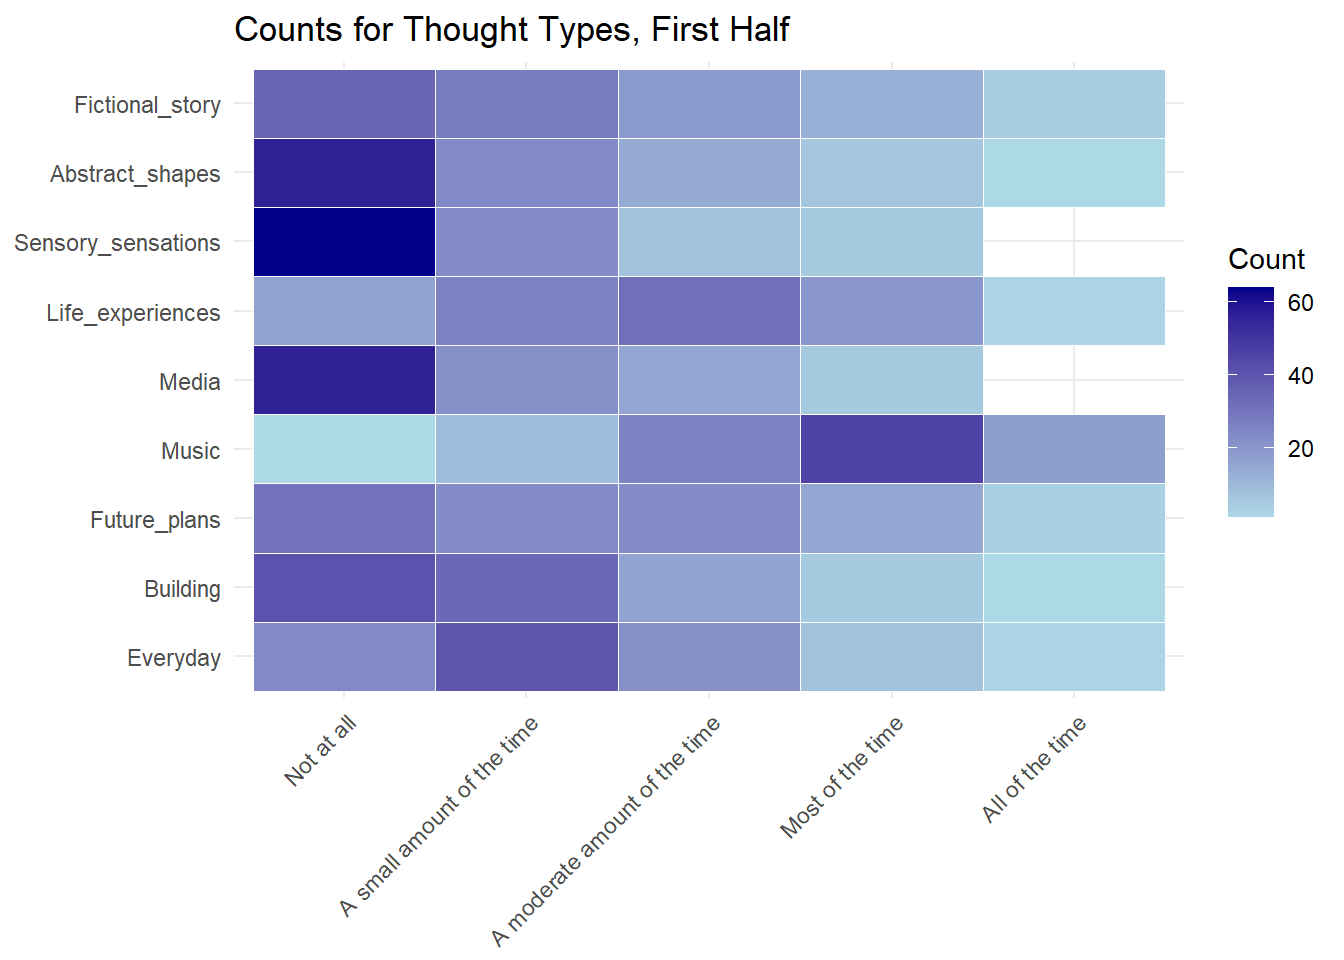 Counts for Thought Types, First Half
Fictional_story
Abstract_shapes
Sensory_sensations
Life_experiences
Media
Music
Future_plans
Building
Everyday
Not at all
A small amount of the time
A moderate amount of the time
Most of the time
All of the time
Count
60
40
20